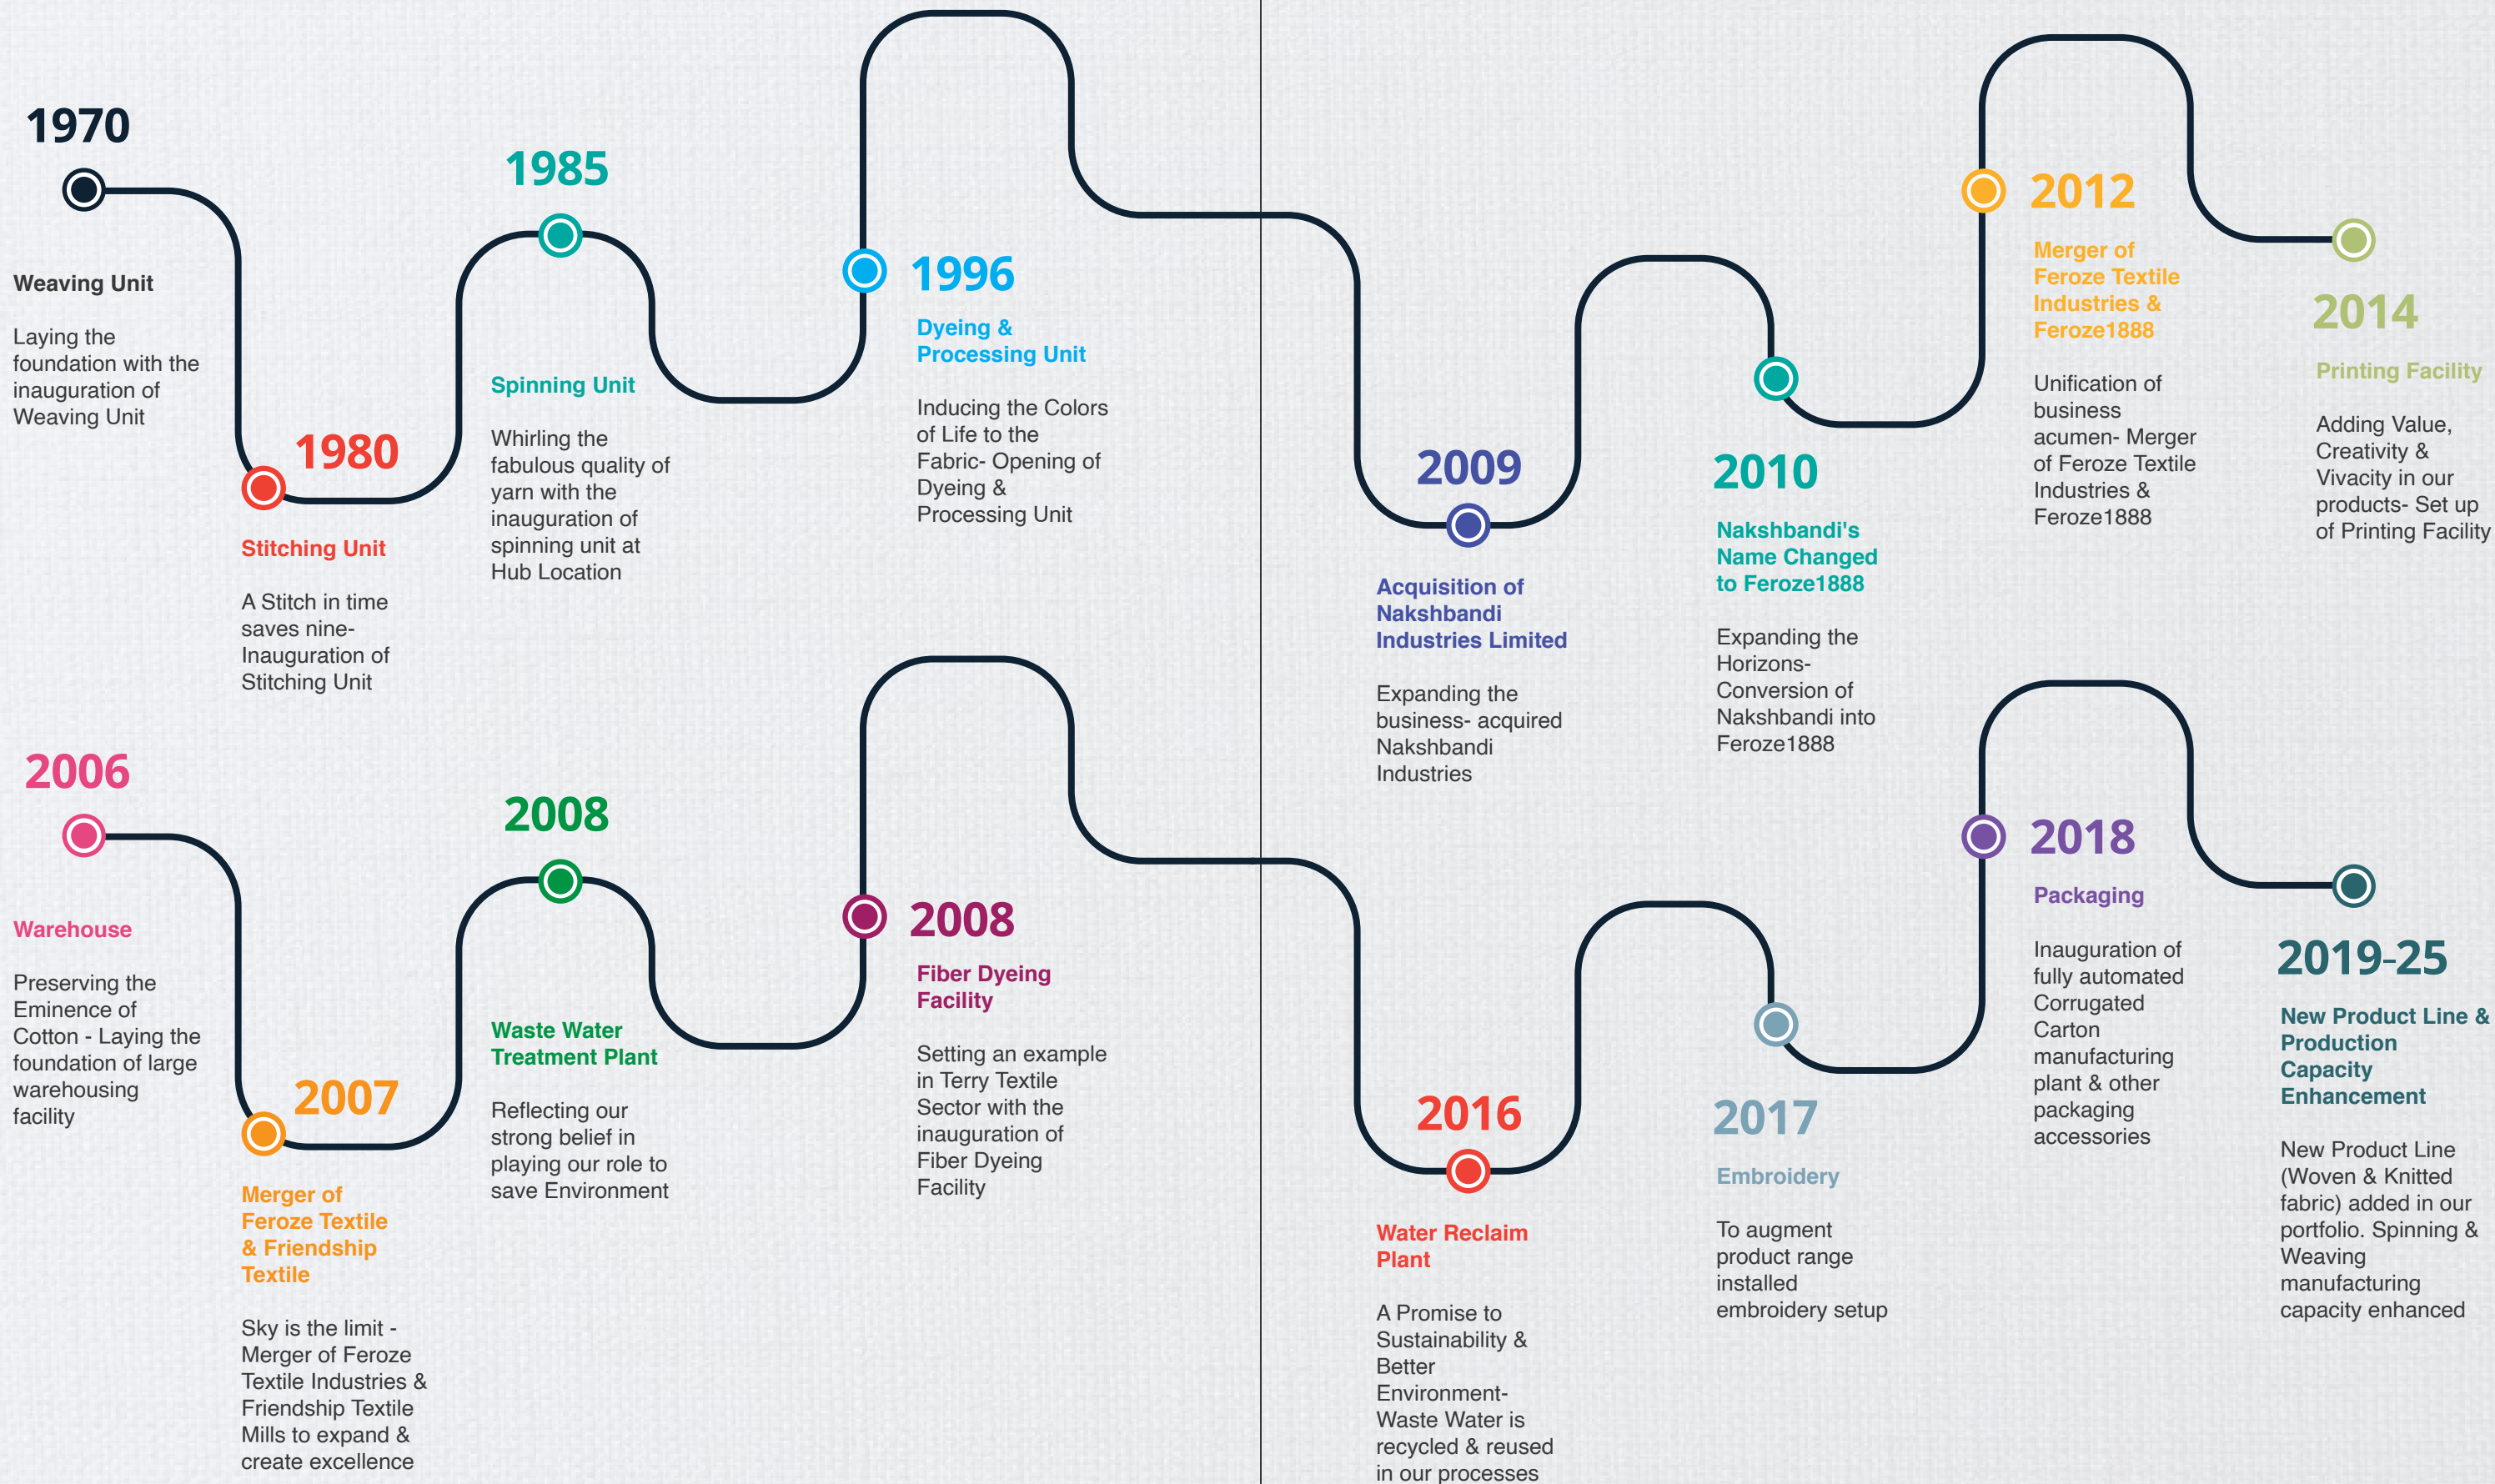 1970
Weaving Unit
Laying the
foundation with the
inauguration of
Weaving Unit
1980
Stitching Unit
A Stitch in time
saves nine-
Inauguration of
Stitching Unit
1985
Spinning Unit
Whirling the
fabulous quality of
yarn with the
inauguration of
spinning unit at
Hub Location
1996
Dyeing &
Processing Unit
Inducing the Colors
of Life to the
Fabric- Opening of
Dyeing &
Processing Unit
2006
Warehouse
Preserving the
Eminence of
Cotton - Laying the
foundation of large
warehousing
facility
2007
Merger of
Feroze Textile
& Friendship
Textile
Sky is the limit -
Merger of Feroze
Textile Industries &
Friendship Textile
Mills to expand &
create excellence
2008
Waste Water
Treatment Plant
Reflecting our
strong belief in
playing our role to
save Environment
2008
Fiber Dyeing
Facility
Setting an example
in Terry Textile
Sector with the
inauguration of
Fiber Dyeing
Facility
2009
Acquisition of
Nakshbandi
Industries Limited
Expanding the
business- acquired
Nakshbandi
Industries
2010
Nakshbandi's
Name Changed
to Feroze1888
Expanding the
Horizons-
Conversion of
Nakshbandi into
Feroze1888
2012
Merger of
Feroze Textile
Industries &
Feroze1888
Unification of
business
acumen- Merger
of Feroze Textile
Industries &
Feroze1888
2014
Printing Facility
Adding Value,
Creativity &
Vivacity in our
products- Set up
of Printing Facility
2016
Water Reclaim
Plant
A Promise to
Sustainability &
Better
Environment-
Waste Water is
recycled & reused
in our processes
2017
Embroidery
To augment
product range
installed
embroidery setup
2018
Packaging
Inauguration of
fully automated
Corrugated
Carton
manufacturing
plant & other
packaging
accessories
2019-25
New Product Line &
Production
Capacity
Enhancement
New Product Line
(Woven & Knitted
fabric) added in our
portfolio. Spinning &
Weaving
manufacturing
capacity enhanced